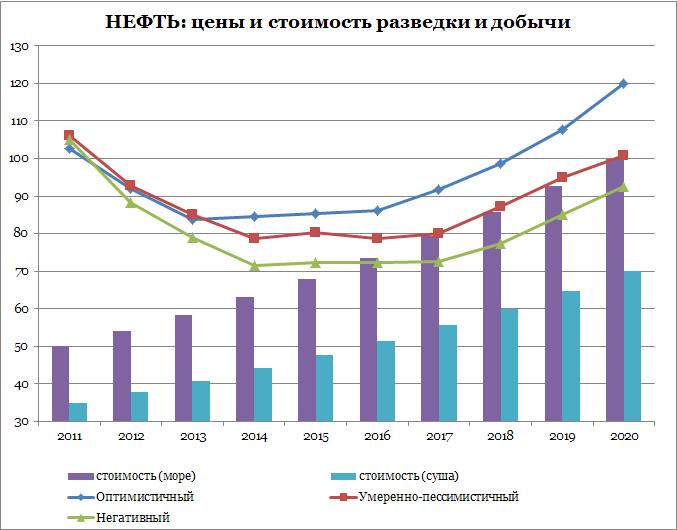 НЕФТЬ: цены и стоимость разведки и добычи
130
120
110
100
90
80
70
60
50
40
30
2011 2012 2013 2014 2015 2016 2017 2018 2019 2020
стоимость (море) стоимость (суша)
Оптимистичный Умеренно-пессимистичный
Негативный